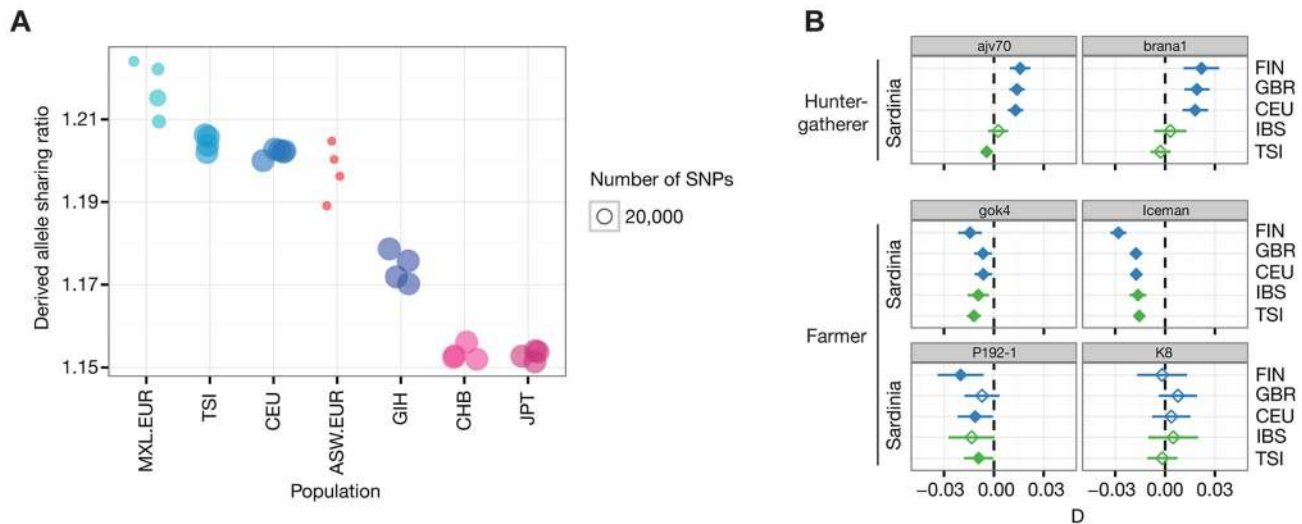 A
Derived allele sharing ratio
1.21
1.19
1.17
1.15
MXL.EUR
TSI
CEU
ASW.EUR
GIH
CHB
JPT
Population
Number of SNPs
20,000
B
Hunter-
gatherer
Sardinia
ajv70
brana1
FIN
GBR
CEU
IBS
TSI
Farmer
Sardinia
gok4
Iceman
FIN
GBR
CEU
IBS
TSI
Sardinia
P192-1
K8
FIN
GBR
CEU
IBS
TSI
−0.03 0.00 0.03 −0.03 0.00 0.03
D